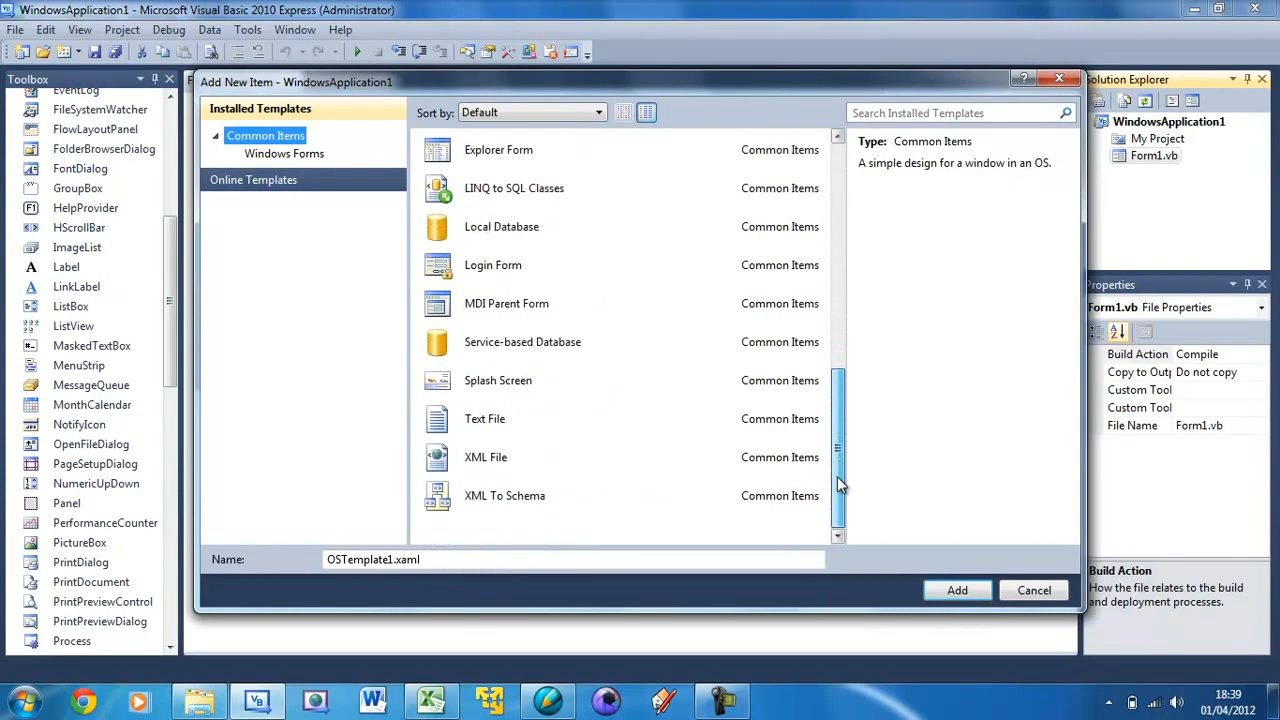 WindowsApplication1 - Microsoft Visual Basic 2010 Express (Administrator)
File Edit View Project Debug Data Tools Window Help
Toolbox
EventLog
FileSystemWatcher
FlowLayoutPanel
FolderBrowserDialog
FontDialog
GroupBox
HelpProvider
HScrollBar
ImageList
Label
LinkLabel
ListBox
ListView
MaskedTextBox
MenuStrip
MessageQueue
MonthCalendar
NotifyIcon
OpenFileDialog
PageSetupDialog
NumericUpDown
Panel
PerformanceCounter
PictureBox
PrintDialog
PrintDocument
PrintPreviewControl
PrintPreviewDialog
Process
Add New Item - WindowsApplication1
Installed Templates
Common Items
Windows Forms
Online Templates
Sort by: Default
Search Installed Templates
Explorer Form Common Items
LINQ to SQL Classes Common Items
Local Database Common Items
Login Form Common Items
MDI Parent Form Common Items
Service-based Database Common Items
Splash Screen Common Items
Text File Common Items
XML File Common Items
XML To Schema Common Items
Type: Common Items
A simple design for a window in an OS.
Name: OSTemplate1.xaml
Add Cancel
Solution Explorer
WindowsApplication1
My Project
Form1.vb
Properties
Form1.vb File Properties
Build Action Compile
Copy to Outp Do not copy
Custom Tool
Custom Tool
File Name Form1.vb
Build Action
How the file relates to the build
and deployment processes.
18:39
01/04/2012